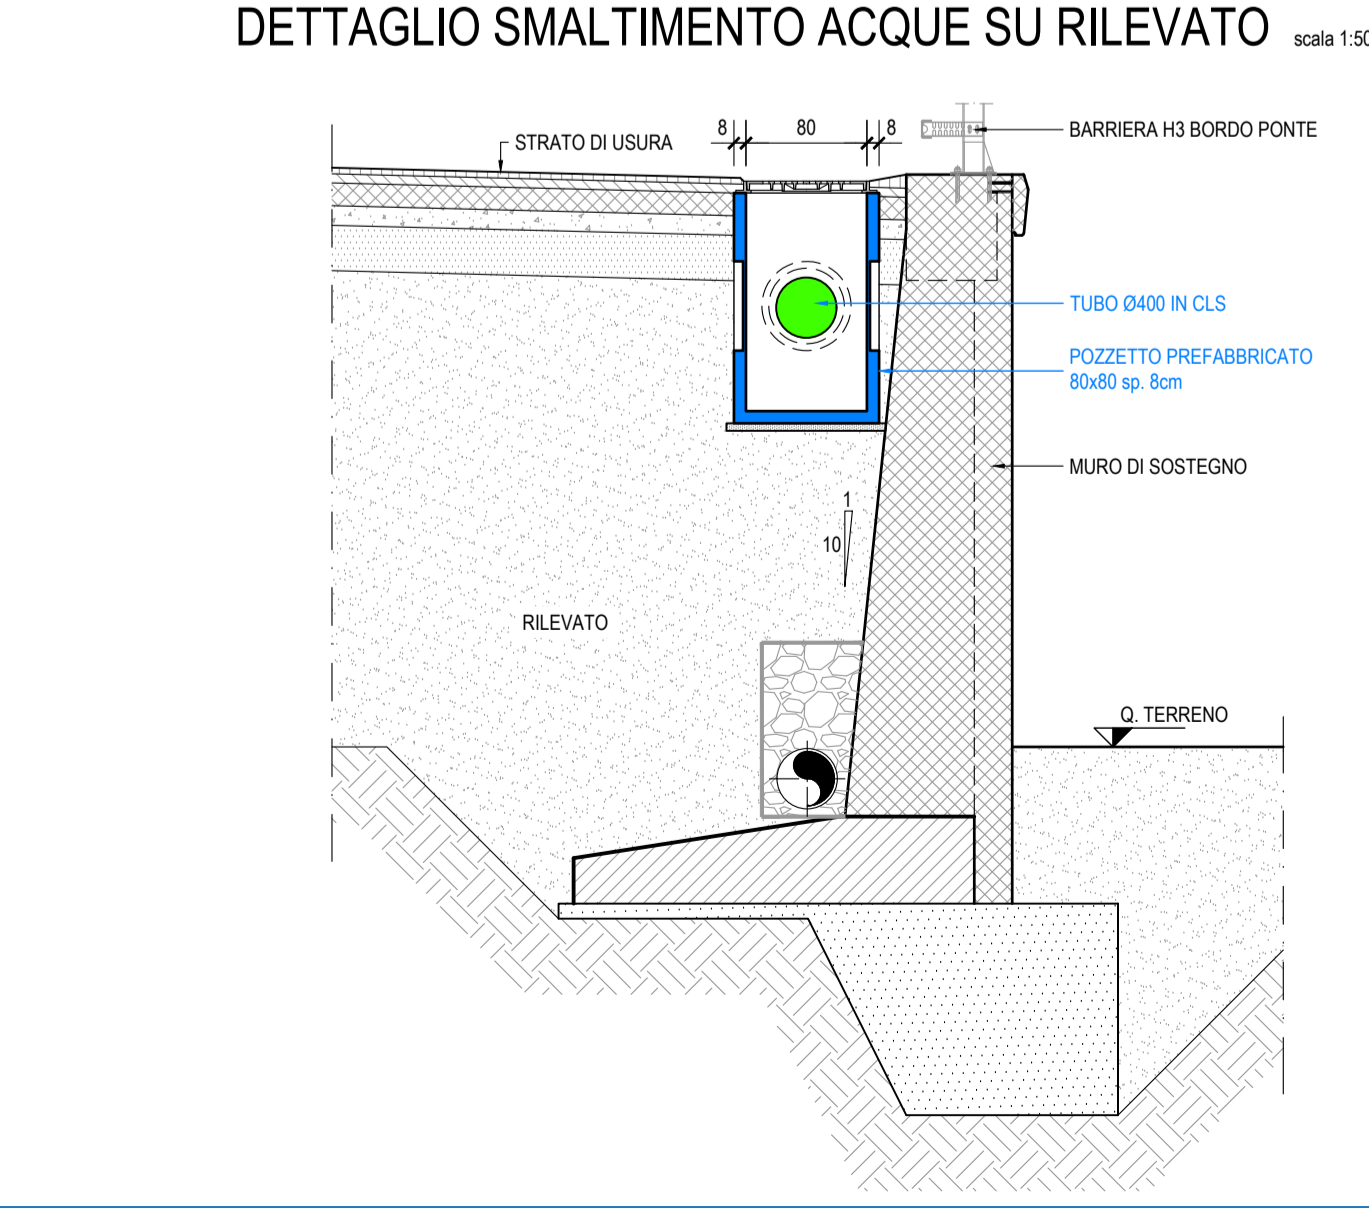 DETTAGLIO SMALTIMENTO ACQUE SU RILEVATO scala 1:50
8 80 8
BARRIERA H3 BORDO PONTE
STRATO DI USURA
TUBO Ø400 IN CLS
POZZETTO PREFABBRICATO
80x80 sp. 8cm
MURO DI SOSTEGNO
1
10
RILEVATO
Q. TERRENO